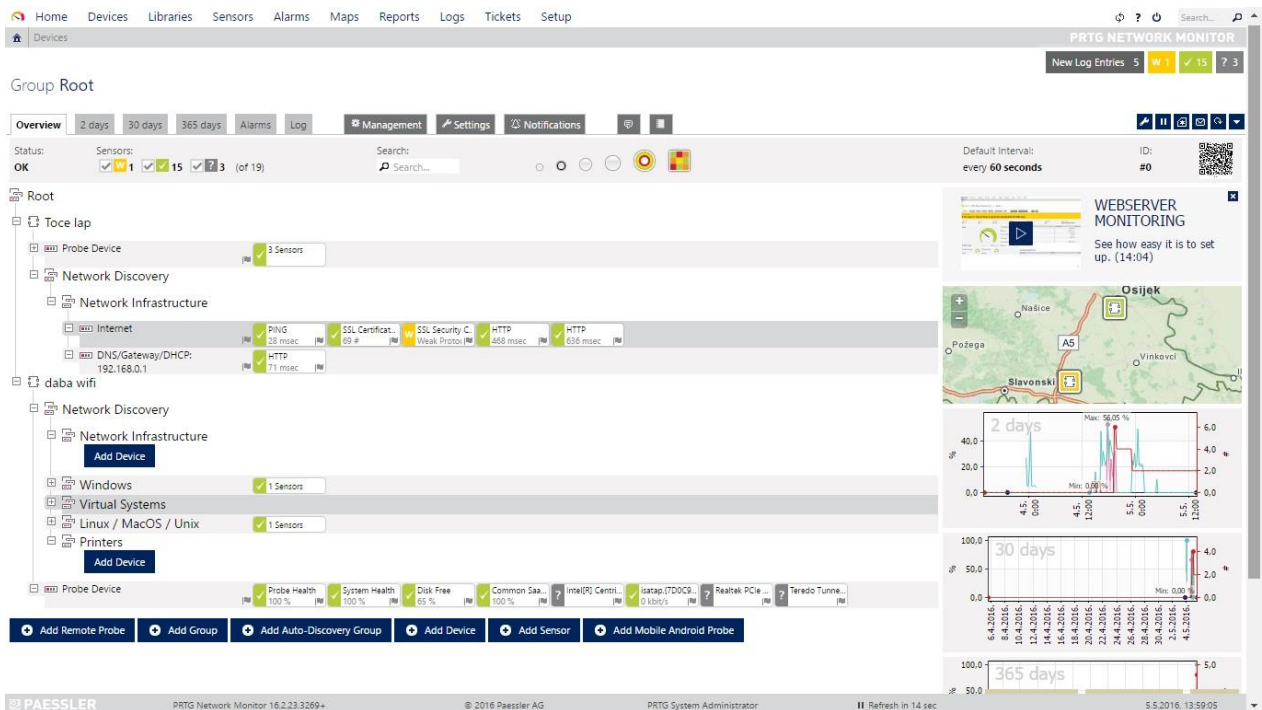 Home Devices Libraries Sensors Alarms Maps Reports Logs Tickets Setup
? Search...
Devices
PRTG NETWORK MONITOR
New Log Entries 5 W 1 15 ? 3
Group Root
Overview 2 days 30 days 365 days Alarms Log Management Settings Notifications
Status: Sensors: Search: Default Interval: ID:
OK W 1 15 ? 3 (of 19) Search... every 60 seconds #0
Root
Toce lap
Probe Device 3 Sensors
Network Discovery
Network Infrastructure
Internet
PING
28 msec
SSL Certificat...
69 #
W SSL Security C.
Weak Protoc
HTTP
468 msec
HTTP
636 msec
DNS/Gateway/DHCP:
192.168.0.1
HTTP
71 msec
daba wifi
Network Discovery
Network Infrastructure
Add Device
Windows 1 Sensors
Virtual Systems
Linux / MacOS / Unix 1 Sensors
Printers
Add Device
Probe Device
Probe Health
100 %
System Health
100 %
Disk Free
65 %
Common Saa...
100 %
? Intel[R] Centri...
isatap.{7D0C9...
0 kbit/s
? Realtek PCIe ...
? Teredo Tunne...
Add Remote Probe Add Group Add Auto-Discovery Group Add Device Add Sensor Add Mobile Android Probe
WEBSERVER
MONITORING
See how easy it is to set
up. (14:04)
Osijek
Našice
Požega
A5
Vinkovci
Slavonski
2 days
Max: 56,05 %
Min: 0,00 %
40.0
20.0
0.0
%
6.0
4.0
2.0
0.0
#
4.5. 0:00
4.5. 12:00
5.5. 0:00
5.5. 12:00
30 days
100.0
50.0
0.0
%
4.0
2.0
0.0
#
Min: 0,00 %
6.4.2016.
8.4.2016.
10.4.2016.
12.4.2016.
14.4.2016.
16.4.2016.
18.4.2016.
20.4.2016.
22.4.2016.
24.4.2016.
26.4.2016.
28.4.2016.
30.4.2016.
2.5.2016.
4.5.2016.
365 days
100,0
50.0
%
5.0
PAESSLER PRTG Network Monitor 16.2.23.3269+ © 2016 Paessler AG PRTG System Administrator Refresh in 14 sec 5.5.2016. 13:59:05